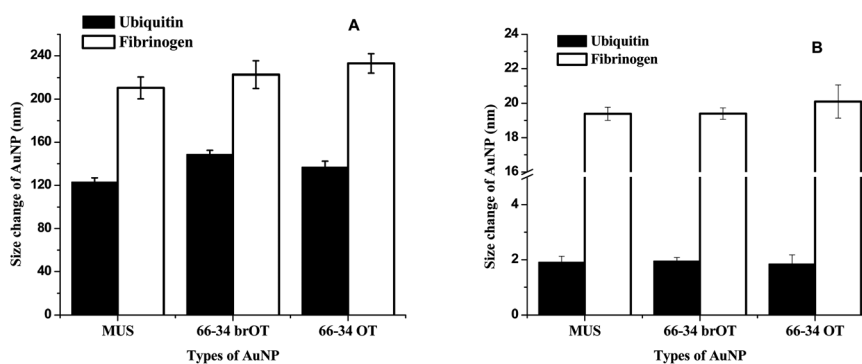 A
Ubiquitin
Fibrinogen
240
200
160
120
80
40
0
Size change of AuNP (nm)
MUS
66-34 brOT
66-34 OT
Types of AuNP
B
Ubiquitin
Fibrinogen
24
22
20
18
16
4
2
0
Size change of AuNP (nm)
MUS
66-34 brOT
66-34 OT
Types of AuNP